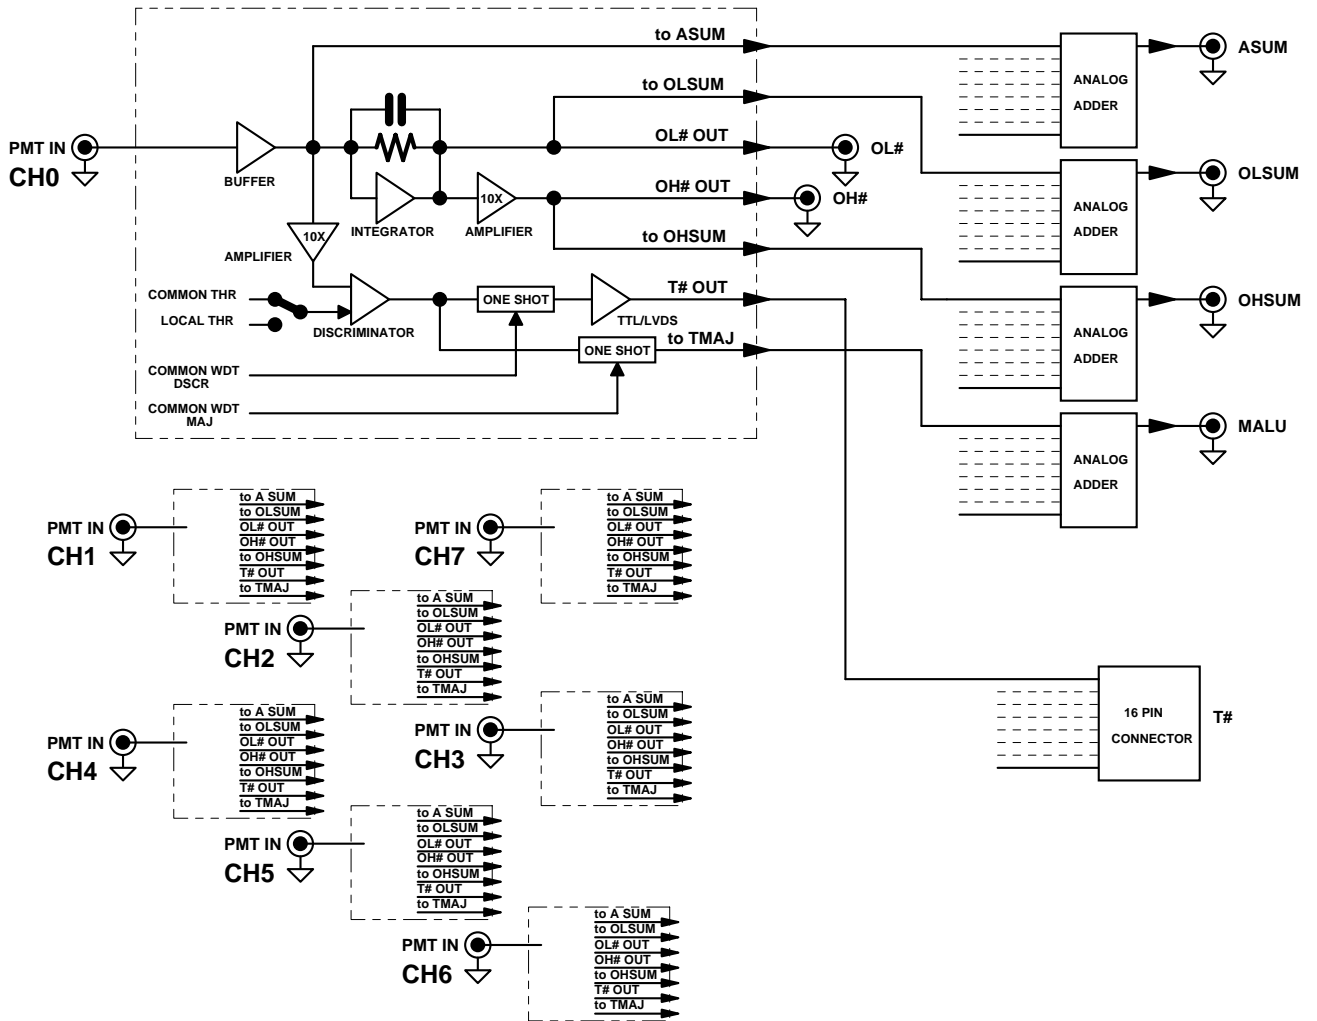 to ASUM
ASUM
ANALOG
ADDER
to OLSUM
OL# OUT
OL#
PMT IN
CH0
BUFFER
OLSUM
ANALOG
ADDER
OH# OUT
OH#
10X
INTEGRATOR
AMPLIFIER
10X
AMPLIFIER
to OHSUM
COMMON THR
LOCAL THR
DISCRIMINATOR
ONE SHOT
TTL/LVDS
T# OUT
OHSUM
ANALOG
ADDER
ONE SHOT
to TMAJ
COMMON WDT
DSCR
COMMON WDT
MAJ
MALU
ANALOG
ADDER
PMT IN
CH1
to A SUM
to OLSUM
OL# OUT
OH# OUT
to OHSUM
T# OUT
to TMAJ
PMT IN
CH7
to A SUM
to OLSUM
OL# OUT
OH# OUT
to OHSUM
T# OUT
to TMAJ
PMT IN
CH2
to A SUM
to OLSUM
OL# OUT
OH# OUT
to OHSUM
T# OUT
to TMAJ
16 PIN
CONNECTOR
T#
PMT IN
CH4
to A SUM
to OLSUM
OL# OUT
OH# OUT
to OHSUM
T# OUT
to TMAJ
PMT IN
CH3
to A SUM
to OLSUM
OL# OUT
OH# OUT
to OHSUM
T# OUT
to TMAJ
PMT IN
CH5
to A SUM
to OLSUM
OL# OUT
OH# OUT
to OHSUM
T# OUT
to TMAJ
PMT IN
CH6
to A SUM
to OLSUM
OL# OUT
OH# OUT
to OHSUM
T# OUT
to TMAJ